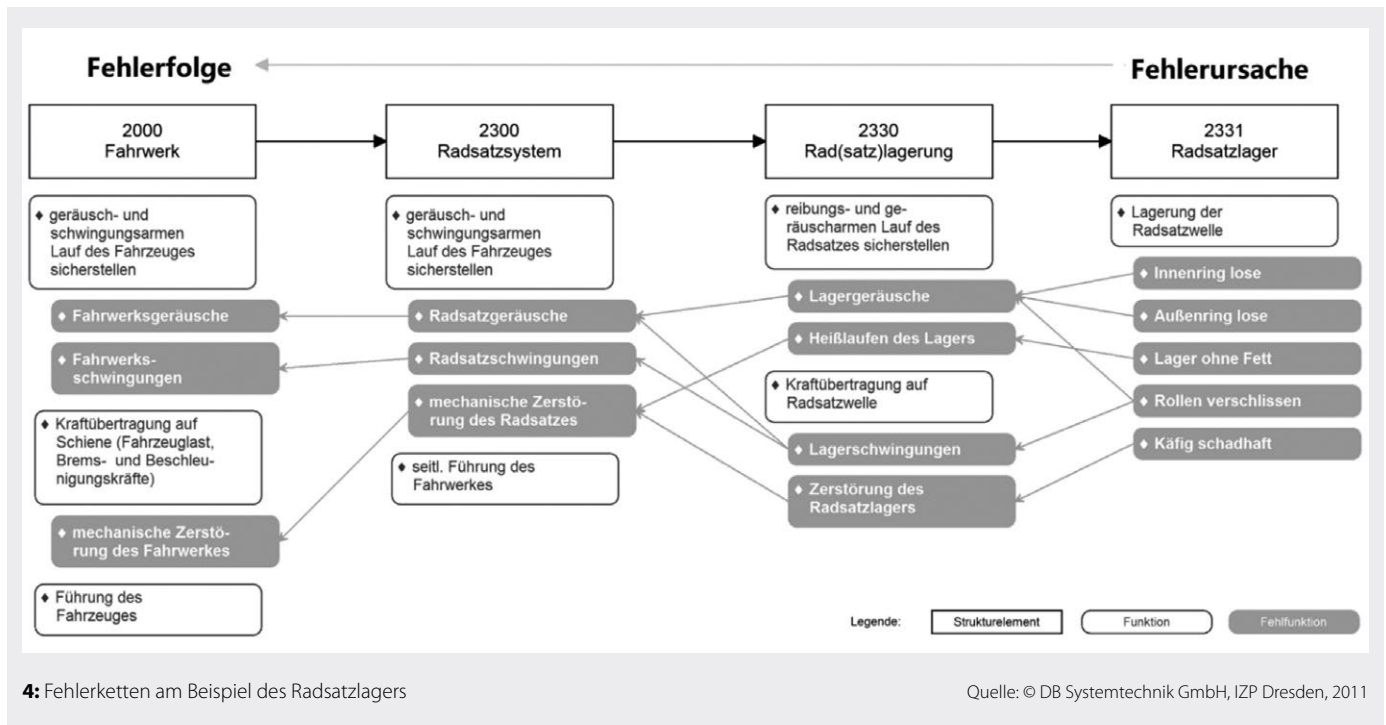 Fehlerfolge
Fehlerursache
2000
Fahrwerk
2300
Radsatzsystem
2330
Rad(satz)lagerung
2331
Radsatzlager
♦ geräusch- und
schwingungsarmen
Lauf des Fahrzeuges
sicherstellen
♦ Fahrwerksgeräusche
♦ Fahrwerks-
schwingungen
♦ Kraftübertragung auf
Schiene (Fahrzeuglast,
Brems- und Beschleu-
nigungskräfte)
♦ mechanische Zerstö-
rung des Fahrwerkes
♦ Führung des
Fahrzeuges
♦ geräusch- und
schwingungsarmen
Lauf des Fahrzeuges
sicherstellen
♦ Radsatzgeräusche
♦ Radsatzschwingungen
♦ mechanische Zerstö-
rung des Radsatzes
♦ seitl. Führung des
Fahrwerkes
♦ reibungs- und ge-
räuscharmen Lauf des
Radsatzes sicherstellen
♦ Lagergeräusche
♦ Heißlaufen des Lagers
♦ Kraftübertragung auf
Radsatzwelle
♦ Lagerschwingungen
♦ Zerstörung des
Radsatzlagers
♦ Lagerung der
Radsatzwelle
♦ Innenring lose
♦ Außenring lose
♦ Lager ohne Fett
♦ Rollen verschlissen
♦ Käfig schadhaft
Legende:
Strukturelement
Funktion
Fehlfunktion
4: Fehlerketten am Beispiel des Radsatzlagers
Quelle: © DB Systemtechnik GmbH, IZP Dresden, 2011